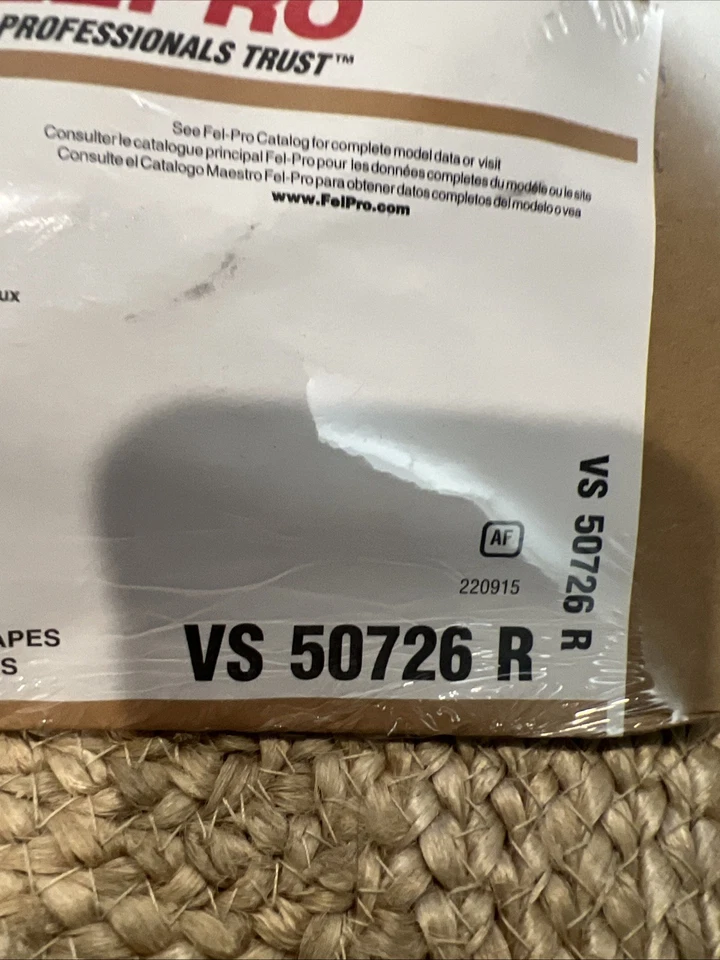 PROFESSIONALS TRUST™
See Fel-Pro Catalog for complete model data or visit
Consulter le catalogue principal Fel-Pro pour les données completes du modéle ou le site
Consulte el Catalogo Maestro Fel-Pro para obtener datos completos del modelo o vea
www.FelPro.com
UX
AF
220915
VS 50726 R
VS 50726 R
APES
S